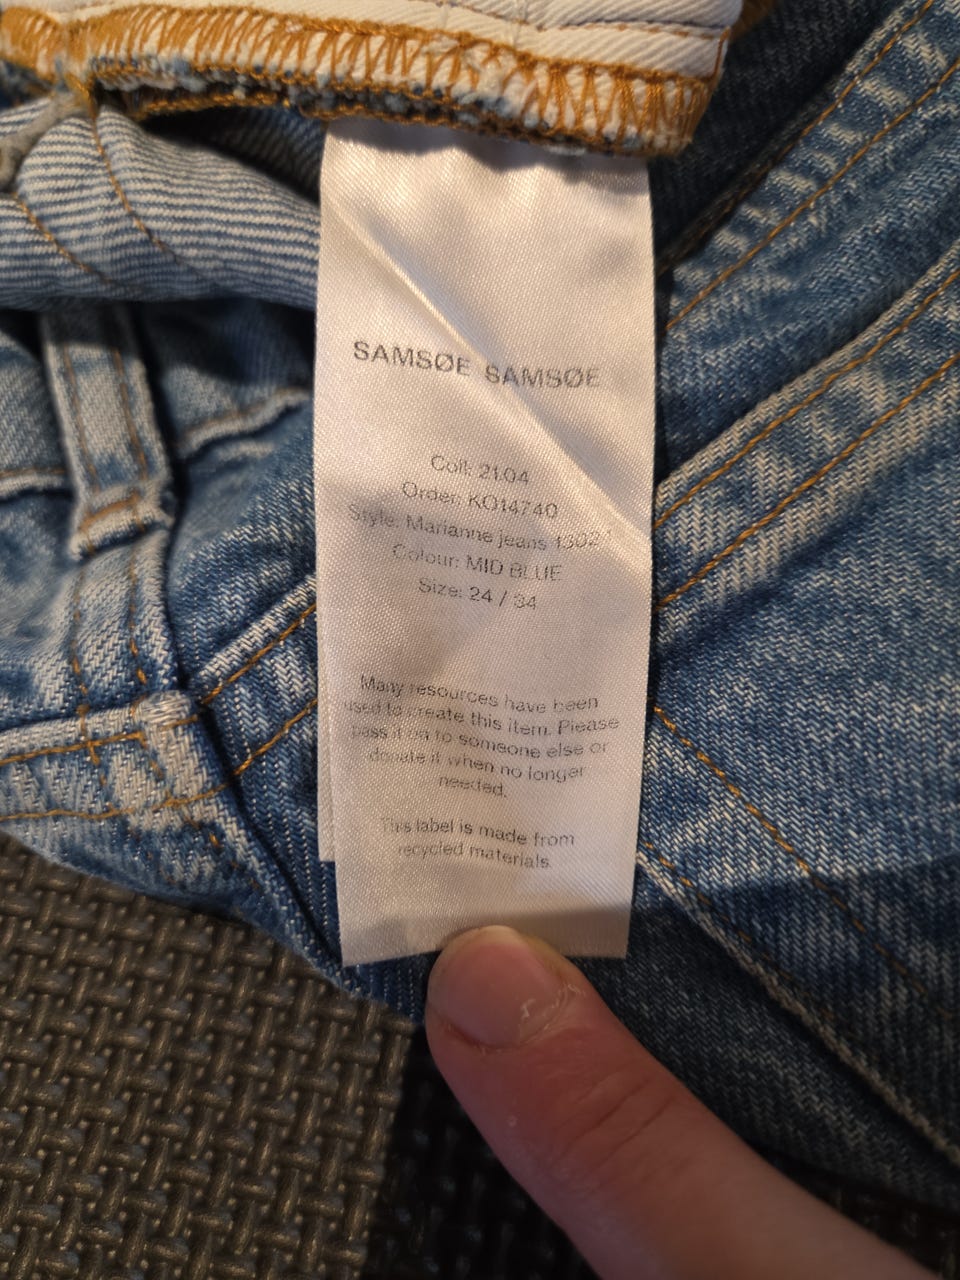 SAMSØE SAMSØE
Coll: 21.04
Order: KO14740
Style: Marianne jeans
Colour: MID BLUE
Size: 24 / 34
Many resources have been
used to create this item. Please
pass it on to someone else or
donate it when no longer
needed.
This label is made from
recycled materials.